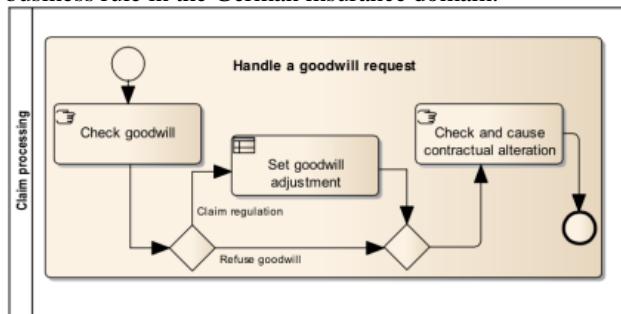 business rule in the German insurance domain.
Handle a goodwill request
Claim processing
Check goodwill
Set goodwill
adjustment
Check and cause
contractual alteration
Claim regulation
Refuse goodwill